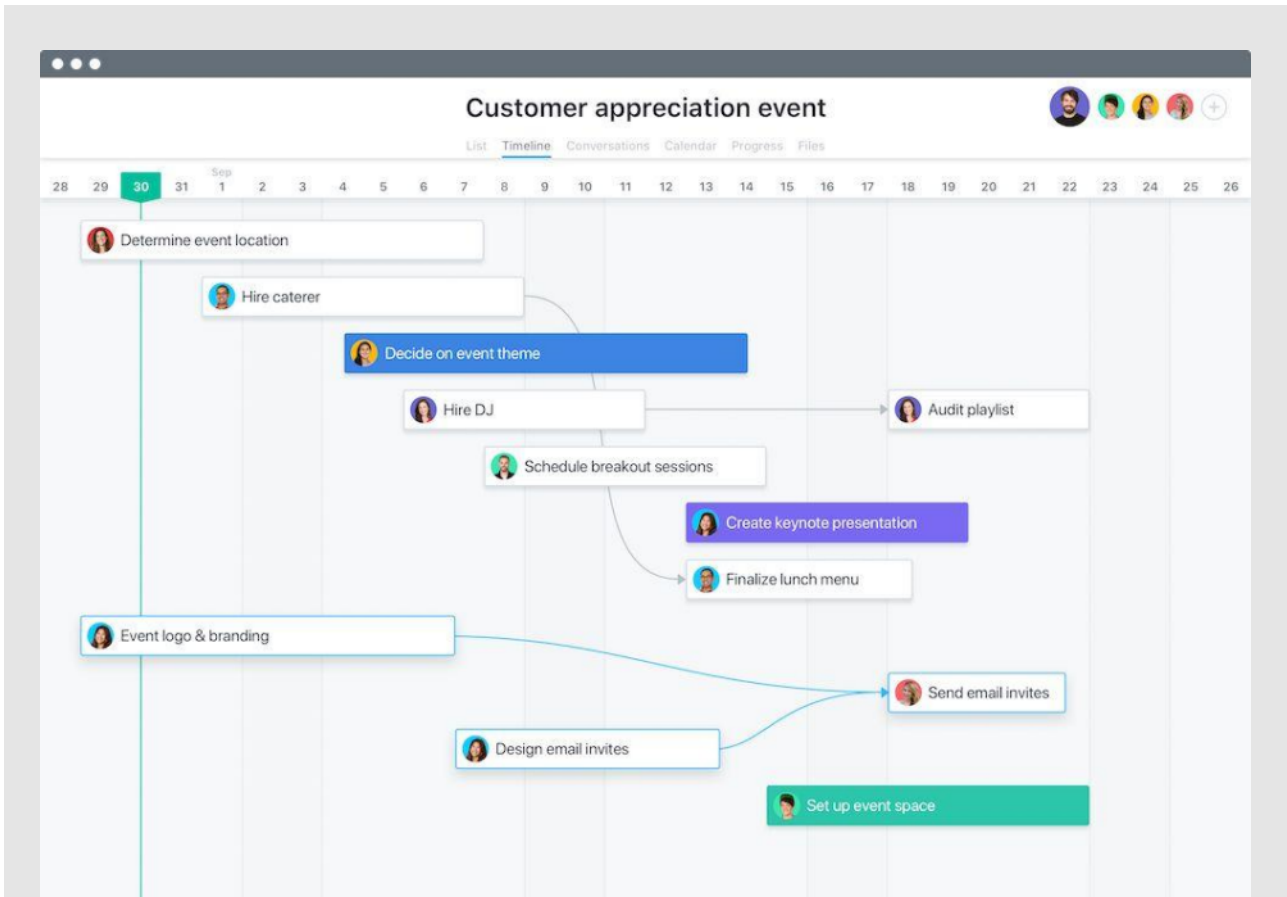 Customer appreciation event
List Timeline Conversations Calendar Progress Files
Sep
28 29 30 31 1 2 3 4 5 6 7 8 9 10 11 12 13 14 15 16 17 18 19 20 21 22 23 24 25 26
Determine event location
Hire caterer
Decide on event theme
Hire DJ
Audit playlist
Schedule breakout sessions
Create keynote presentation
Finalize lunch menu
Event logo & branding
Send email invites
Design email invites
Set up event space